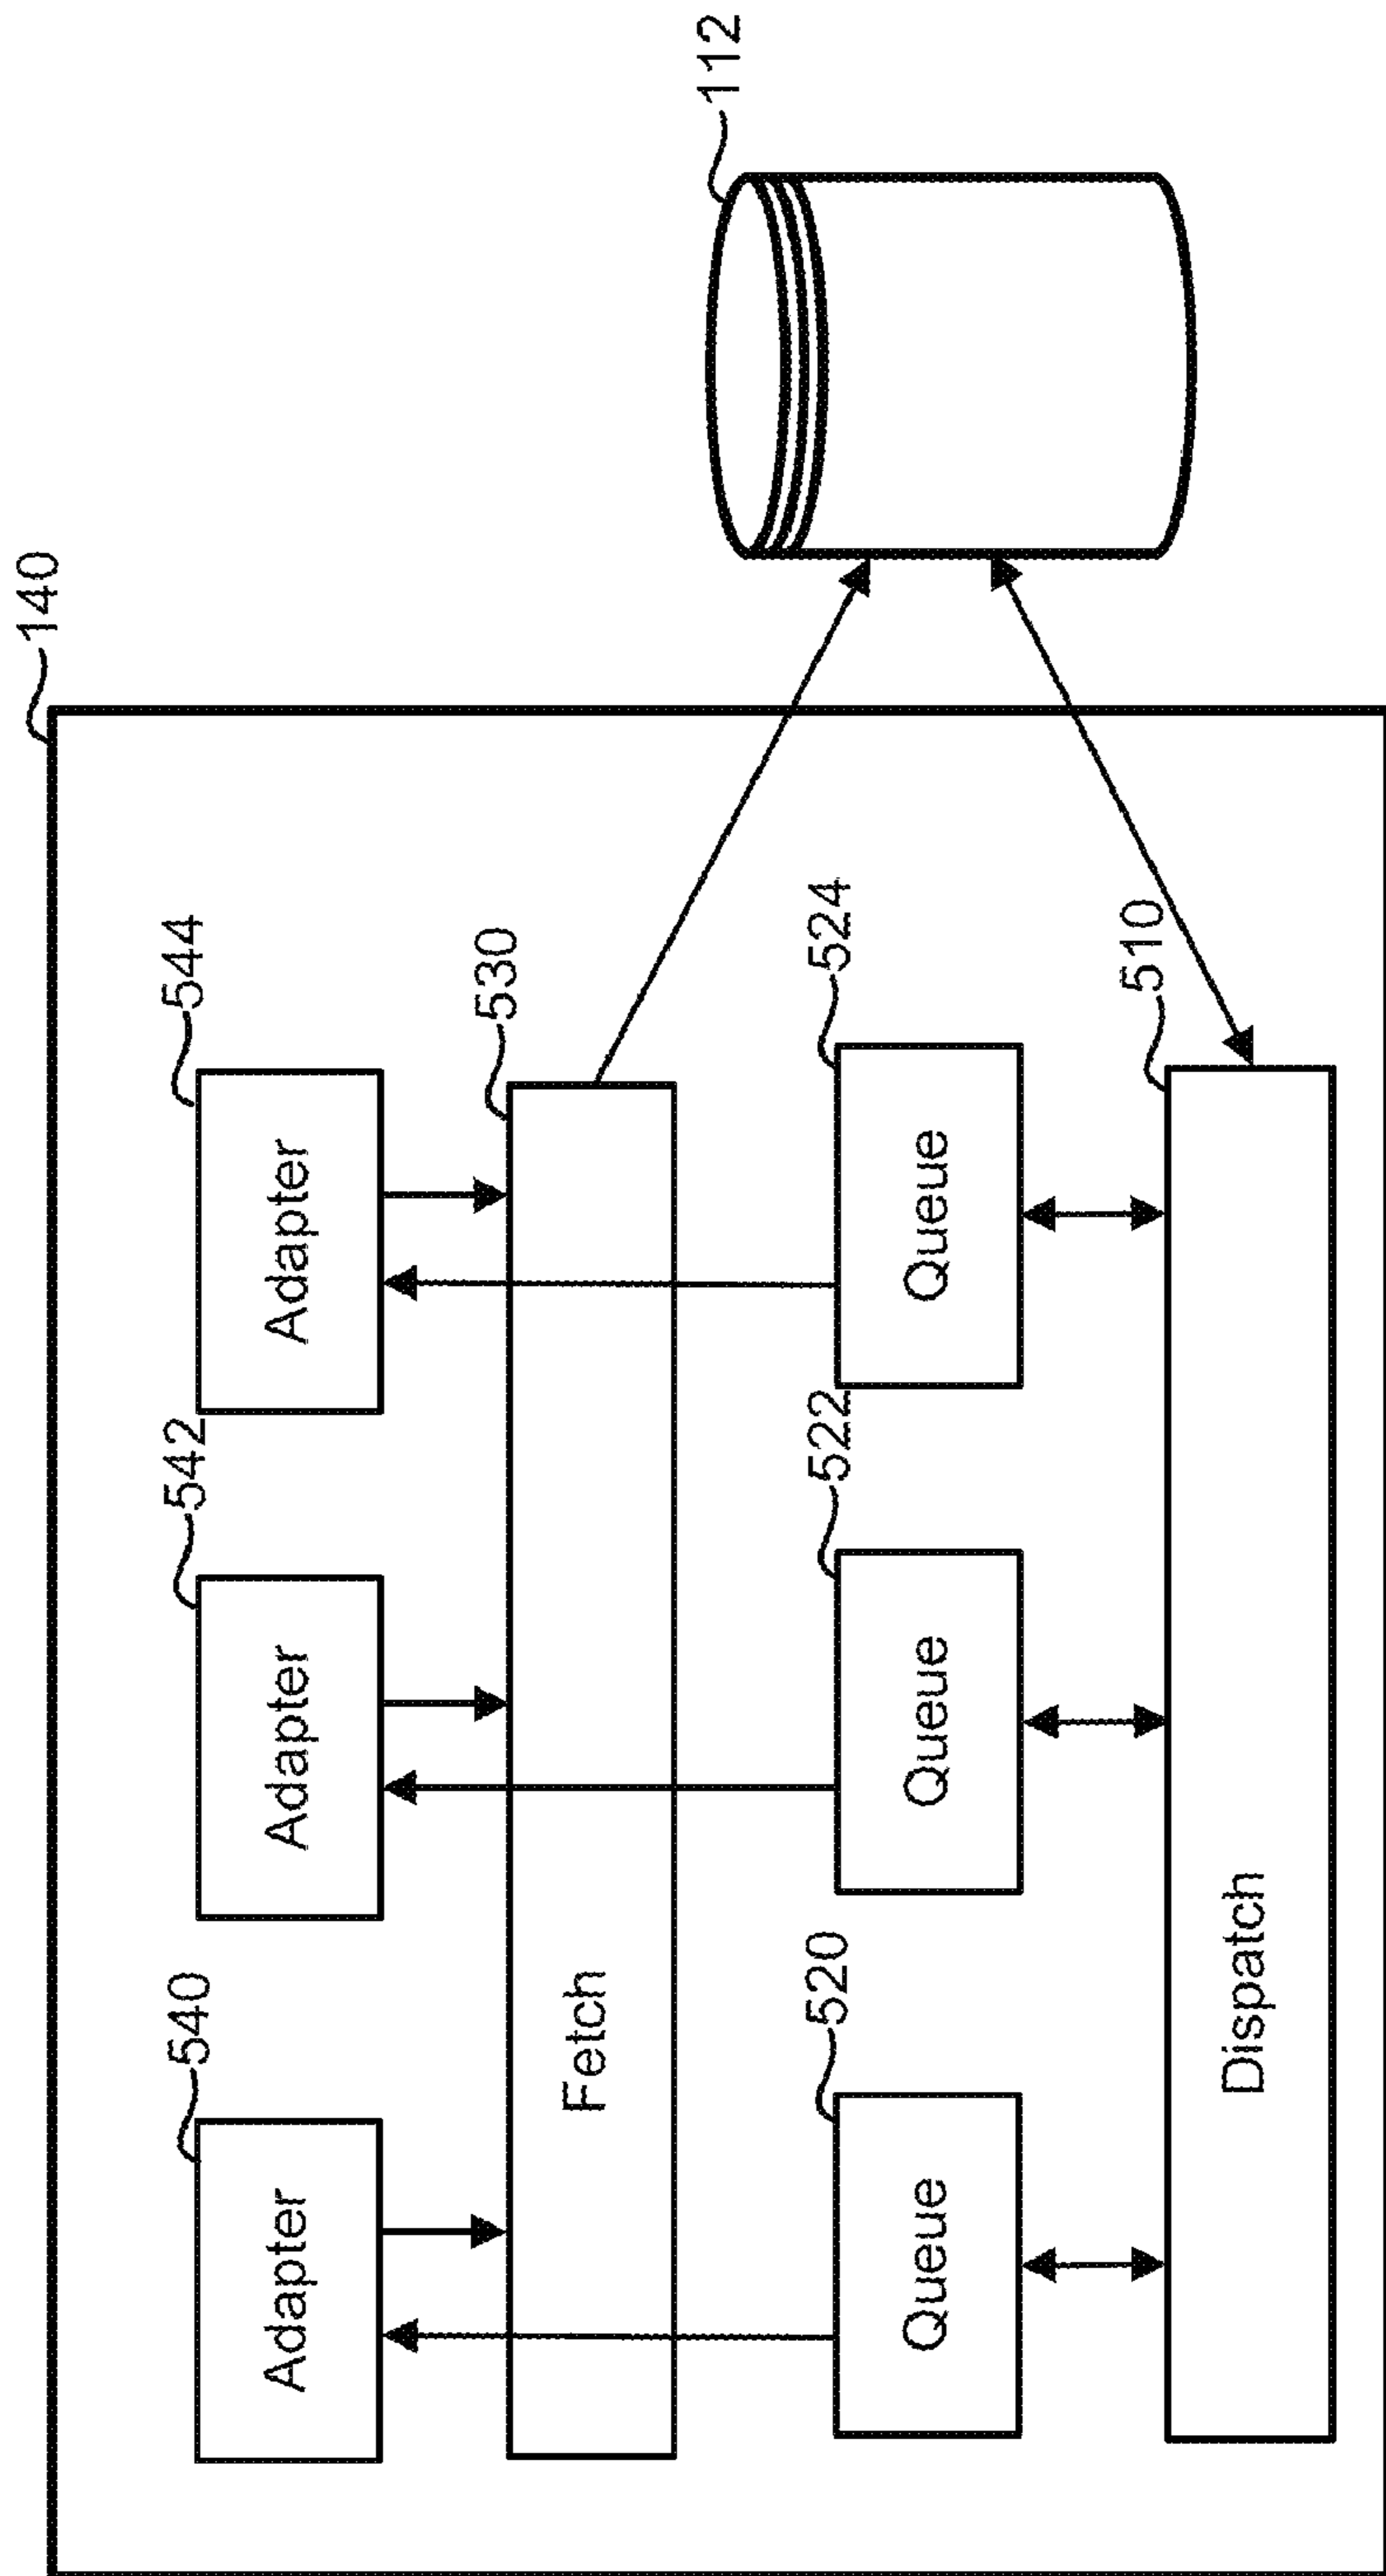 140
540
542
544
Adapter
Adapter
Adapter
530
Fetch
112
520
522
524
Queue
Queue
Queue
510
Dispatch